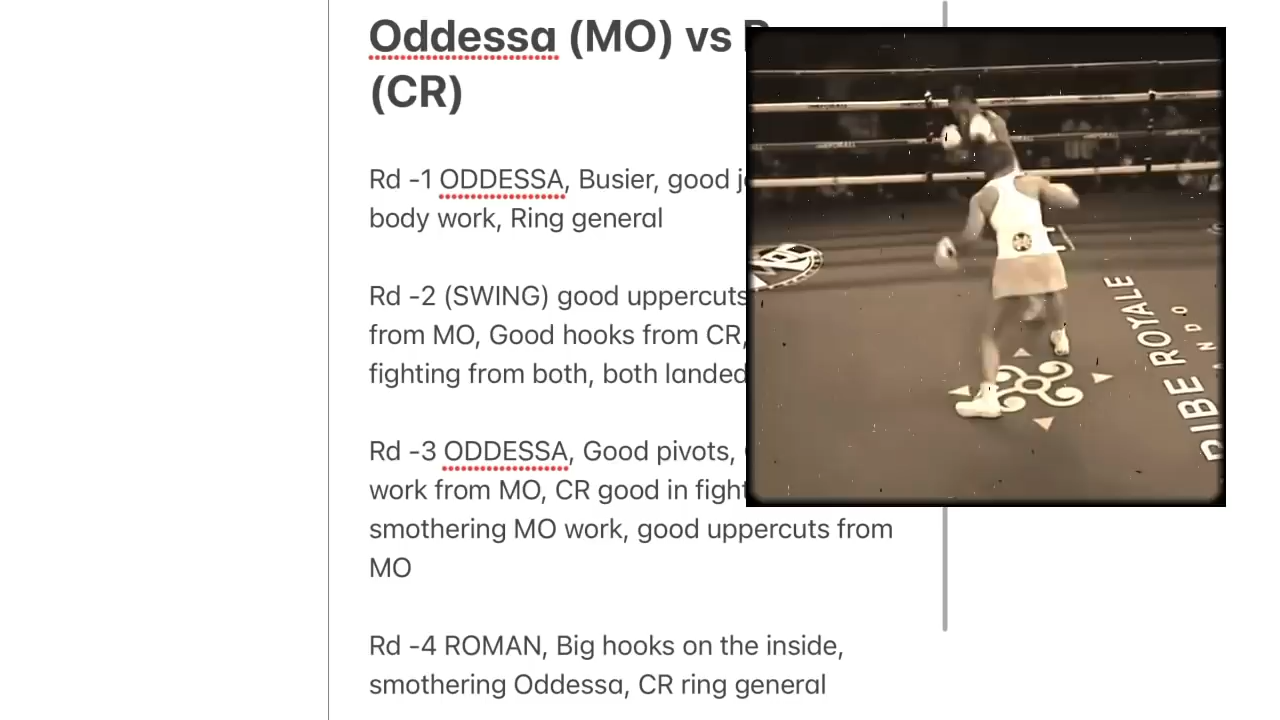 Oddessa (MO) vs
(CR)
Rd -1 ODDESSA, Busier, good
body work, Ring general
Rd -2 (SWING) good uppercuts
from MO, Good hooks from CR,
fighting from both, both landed
Rd -3 ODDESSA, Good pivots,
work from MO, CR good in fight
smothering MO work, good uppercuts from
MO
Rd -4 ROMAN, Big hooks on the inside,
smothering Oddessa, CR ring general
RIBE ROYALE